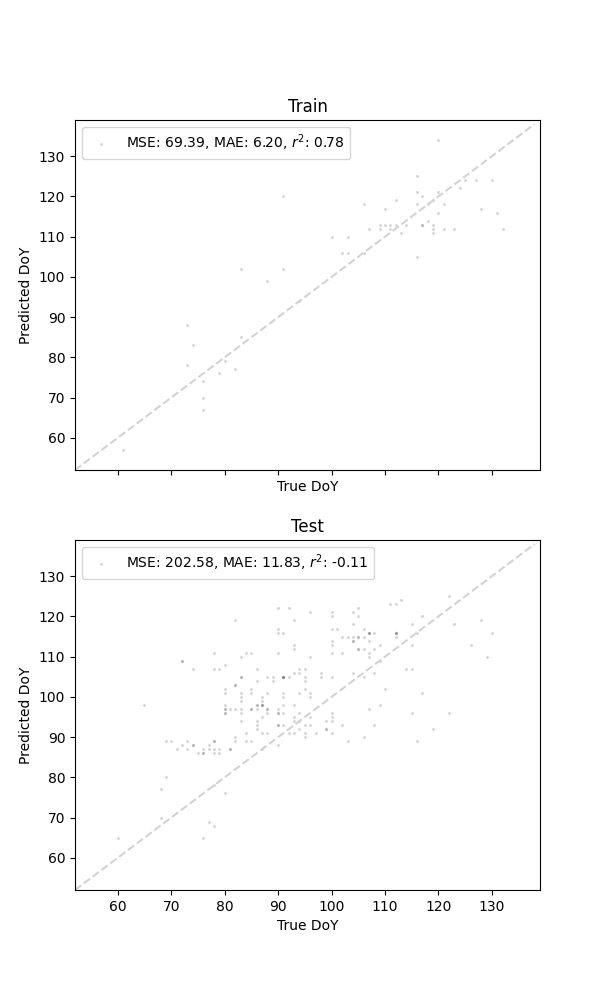 Train
MSE: 69.39, MAE: 6.20, r²: 0.78
130
120
110
100
90
80
70
60
Predicted DoY
True DoY
Test
MSE: 202.58, MAE: 11.83, r²: -0.11
130
120
110
100
90
80
70
60
Predicted DoY
60 70 80 90 100 110 120 130
True DoY